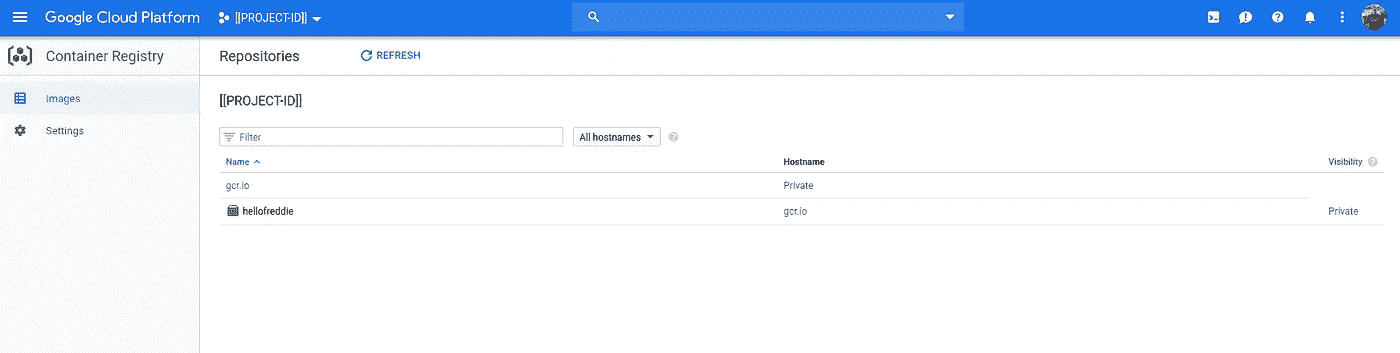 Google Cloud Platform [[PROJECT-ID]]
Container Registry Repositories REFRESH
Images
Settings
[[PROJECT-ID]]
Filter All hostnames
Name Hostname Visibility
gcr.io Private
hellofreddie gcr.io Private